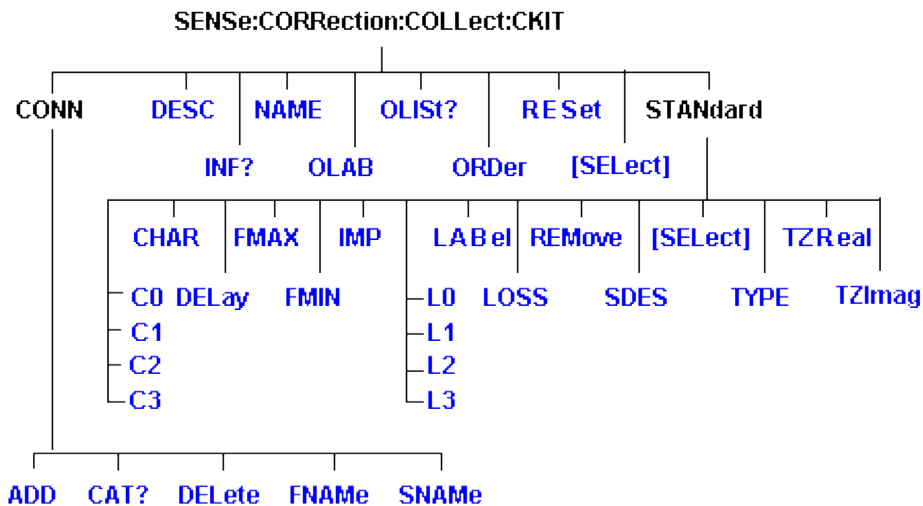 SENSe:CORRection:COLLect:CKIT
CONN DESC NAME OLISt? RESet STANdard
INF? OLAB ORDer [SELect]
CHAR FMAX IMP LABel REMove [SELect] TZReal
C0 DELay FMIN L0 LOSS SDES TYPE TZImag
C1 L1
C2 L2
C3 L3
ADD CAT? DELete FNAMe SNAMe